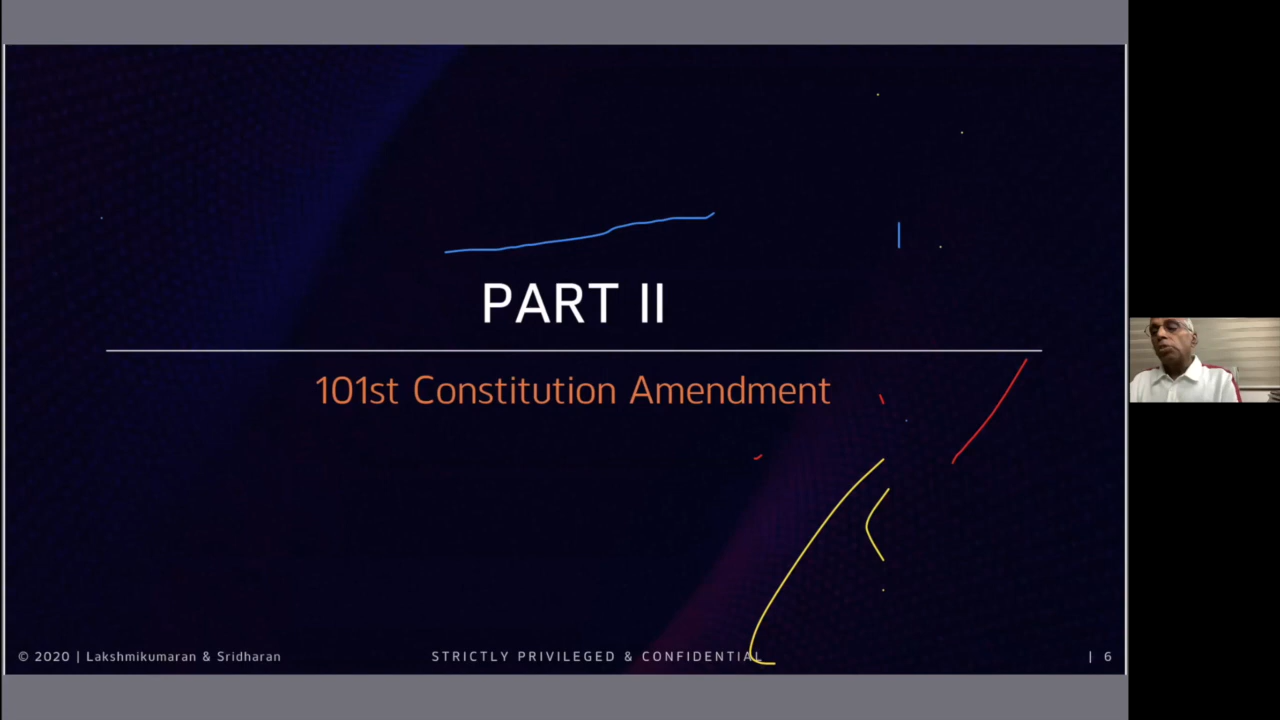 PART II
101st Constitution Amendment
© 2020 | Lakshmikumaran & Sridharan STRICTLY PRIVILEGED & CONFIDENTIAL | 6